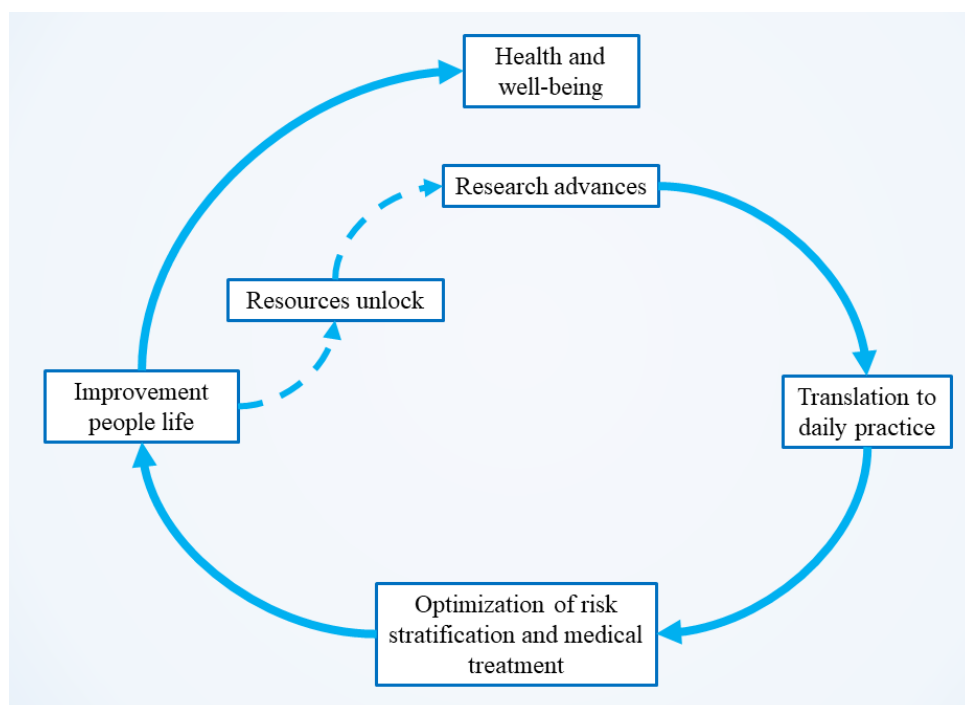 Health and
well-being
Research advances
Resources unlock
Improvement
people life
Translation to
daily practice
Optimization of risk
stratification and medical
treatment